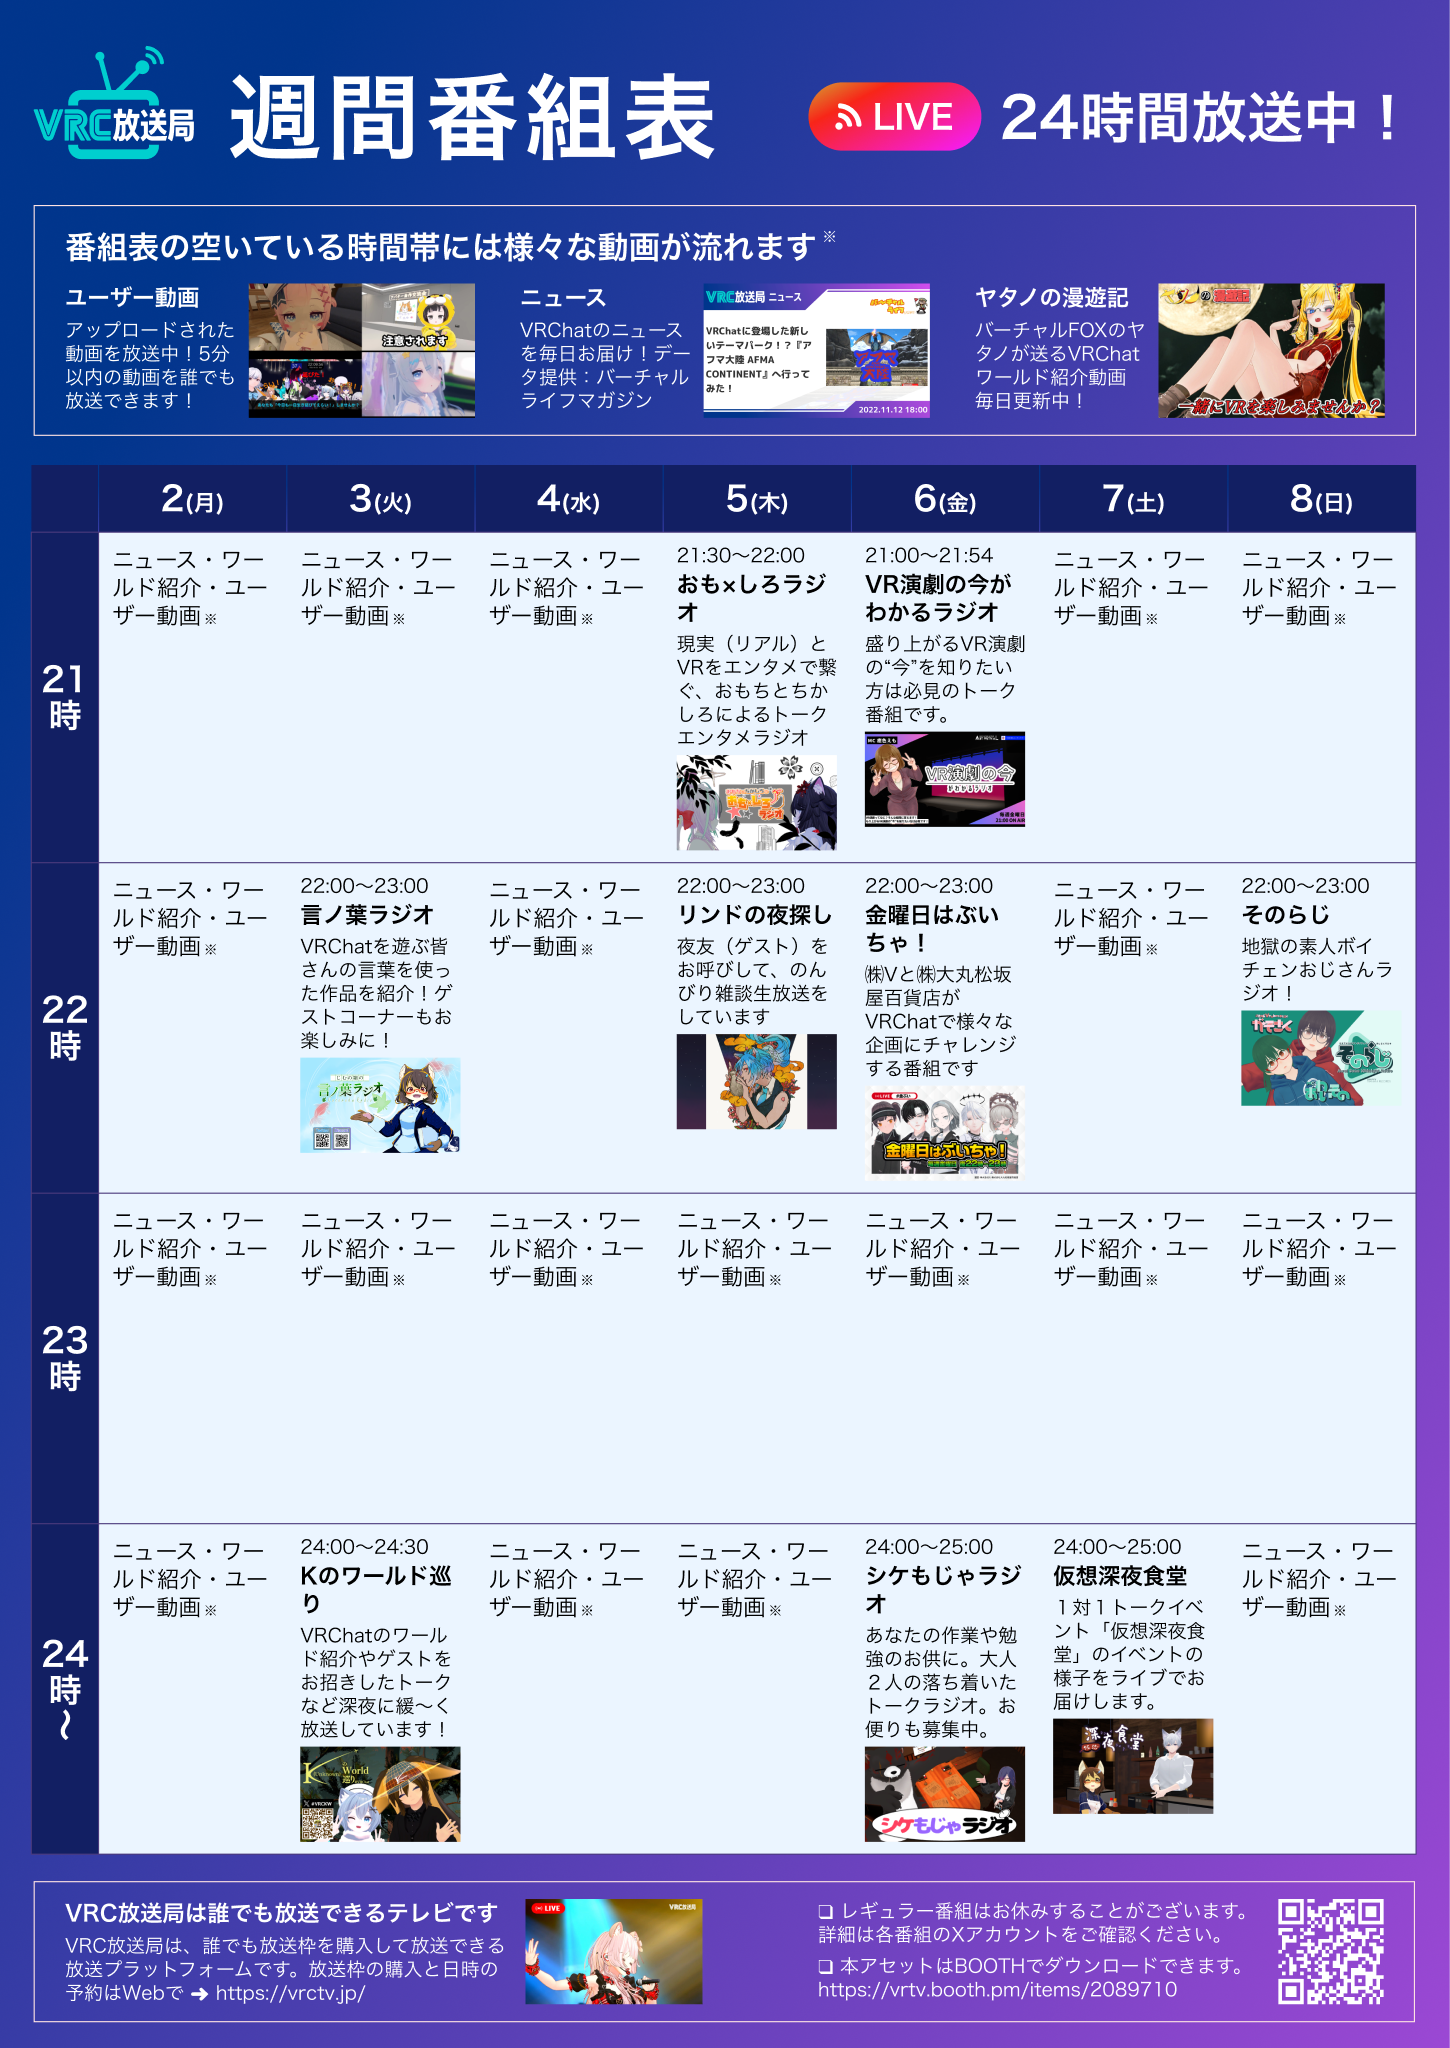 VRC放送局
週間番組表
LIVE
24時間放送中！
番組表の空いている時間帯には様々な動画が流れます※
ユーザー動画
アップロードされた
動画を放送中！5分
以内の動画を誰でも
放送できます！
注意されます
ニュース
VRChatのニュース
を毎日お届け！デー
タ提供：バーチャル
ライフマガジン
VRC放送局 ニュース
VRChatに登場した新し
いテーマパーク！？『ア
フマ大陸 AFMA
CONTINENT』へ行って
みた！
アフマ
大陸
2022.11.12 18:00
ヤタノの漫遊記
バーチャルFOXのヤ
タノが送るVRChat
ワールド紹介動画
毎日更新中！
一緒にVRを楽しみませんか？
2(月)
3(火)
4(水)
5(木)
6(金)
7(土)
8(日)
21
時
ニュース・ワー
ルド紹介・ユー
ザー動画※
ニュース・ワー
ルド紹介・ユー
ザー動画※
ニュース・ワー
ルド紹介・ユー
ザー動画※
21:30〜22:00
おも×しろラジ
オ
現実（リアル）と
VRをエンタメで繋
ぐ、おもちとちか
しろによるトーク
エンタメラジオ
おも×しろ
ラジオ
21:00〜21:54
VR演劇の今が
わかるラジオ
盛り上がるVR演劇
の“今”を知りたい
方は必見のトーク
番組です。
VR演劇の今
がわかるラジオ
毎週金曜日
21:00 ON AIR
ニュース・ワー
ルド紹介・ユー
ザー動画※
ニュース・ワー
ルド紹介・ユー
ザー動画※
22
時
ニュース・ワー
ルド紹介・ユー
ザー動画※
22:00〜23:00
言ノ葉ラジオ
VRChatを遊ぶ皆
さんの言葉を使っ
た作品を紹介！ゲ
ストコーナーもお
楽しみに！
言ノ葉ラジオ
ニュース・ワー
ルド紹介・ユー
ザー動画※
22:00〜23:00
リンドの夜探し
夜友（ゲスト）を
お呼びして、のん
びり雑談生放送を
しています
22:00〜23:00
金曜日はぶい
ちゃ！
㈱Vと㈱大丸松坂
屋百貨店が
VRChatで様々な
企画にチャレンジ
する番組です
LIVE
金曜日はぶいちゃ！
ニュース・ワー
ルド紹介・ユー
ザー動画※
22:00〜23:00
そのらじ
地獄の素人ボイ
チェンおじさんラ
ジオ！
そのらじ
23
時
ニュース・ワー
ルド紹介・ユー
ザー動画※
ニュース・ワー
ルド紹介・ユー
ザー動画※
ニュース・ワー
ルド紹介・ユー
ザー動画※
ニュース・ワー
ルド紹介・ユー
ザー動画※
ニュース・ワー
ルド紹介・ユー
ザー動画※
ニュース・ワー
ルド紹介・ユー
ザー動画※
ニュース・ワー
ルド紹介・ユー
ザー動画※
24
時
〜
ニュース・ワー
ルド紹介・ユー
ザー動画※
24:00〜24:30
Kのワールド巡
り
VRChatのワール
ド紹介やゲストを
お招きしたトーク
など深夜に緩〜く
放送しています！
World
巡り
#VRCKW
ニュース・ワー
ルド紹介・ユー
ザー動画※
ニュース・ワー
ルド紹介・ユー
ザー動画※
24:00〜25:00
シケもじゃラジ
オ
あなたの作業や勉
強のお供に。大人
２人の落ち着いた
トークラジオ。お
便りも募集中。
シケもじゃラジオ
24:00〜25:00
仮想深夜食堂
１対１トークイベ
ント「仮想深夜食
堂」のイベントの
様子をライブでお
届けします。
深夜食堂
ニュース・ワー
ルド紹介・ユー
ザー動画※
VRC放送局は誰でも放送できるテレビです
VRC放送局は、誰でも放送枠を購入して放送できる
放送プラットフォームです。放送枠の購入と日時の
予約はWebで ➜ https://vrctv.jp/
LIVE
VRC放送局
❏ レギュラー番組はお休みすることがございます。
詳細は各番組のXアカウントをご確認ください。
❏ 本アセットはBOOTHでダウンロードできます。
https://vrtv.booth.pm/items/2089710